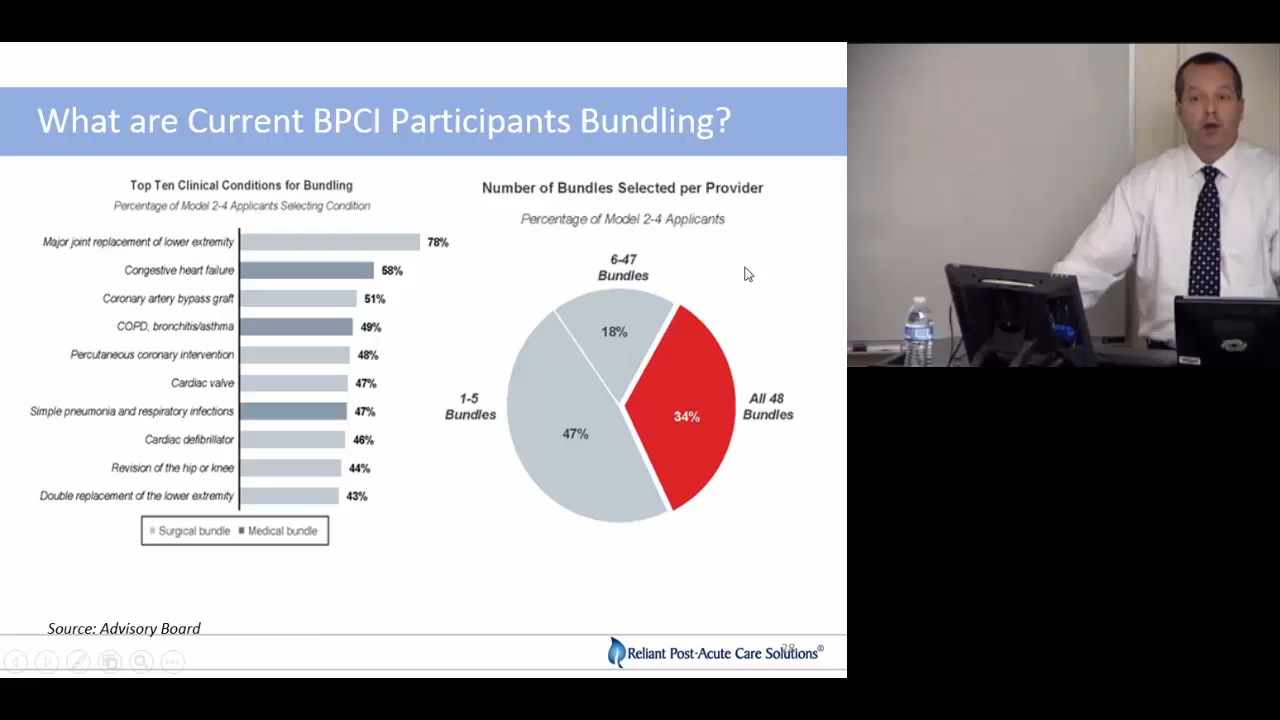 What are Current BPCI Participants Bundling?
Top Ten Clinical Conditions for Bundling
Percentage of Model 2-4 Applicants Selecting Condition
Major joint replacement of lower extremity 78%
Congestive heart failure 58%
Coronary artery bypass graft 51%
COPD, bronchitis/asthma 49%
Percutaneous coronary intervention 48%
Cardiac valve 47%
Simple pneumonia and respiratory infections 47%
Cardiac defibrillator 46%
Revision of the hip or knee 44%
Double replacement of the lower extremity 43%
Surgical bundle Medical bundle
Number of Bundles Selected per Provider
Percentage of Model 2-4 Applicants
6-47
Bundles
18%
1-5
Bundles
47%
All 48
Bundles
34%
Source: Advisory Board
Reliant Post-Acute Care Solutions®